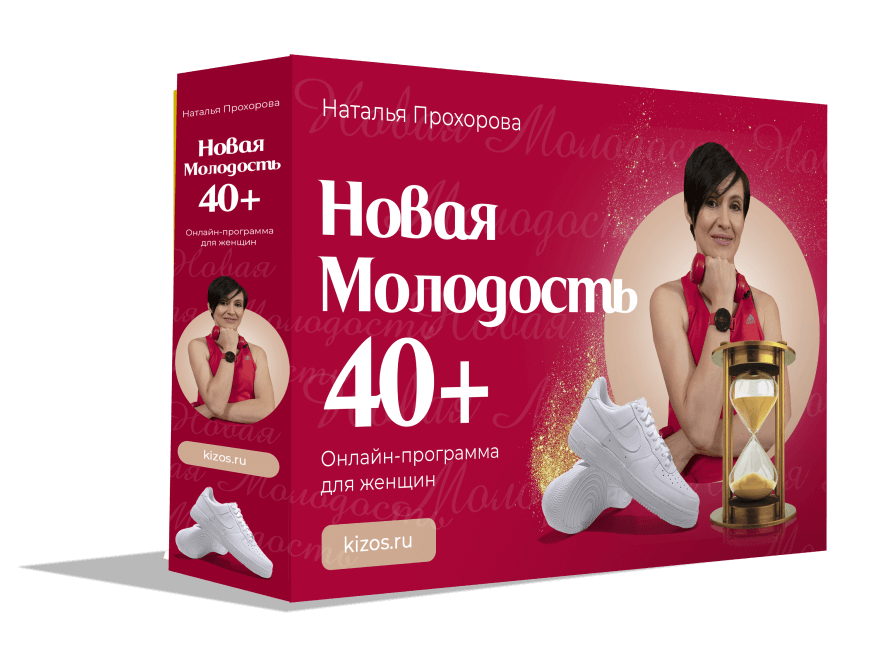 Наталья Прохорова
Новая
Молодость
40+
Онлайн-программа
для женщин
kizos.ru
Наталья Прохорова
Новая
Молодость
40+
Онлайн-программа
для женщин
kizos.ru